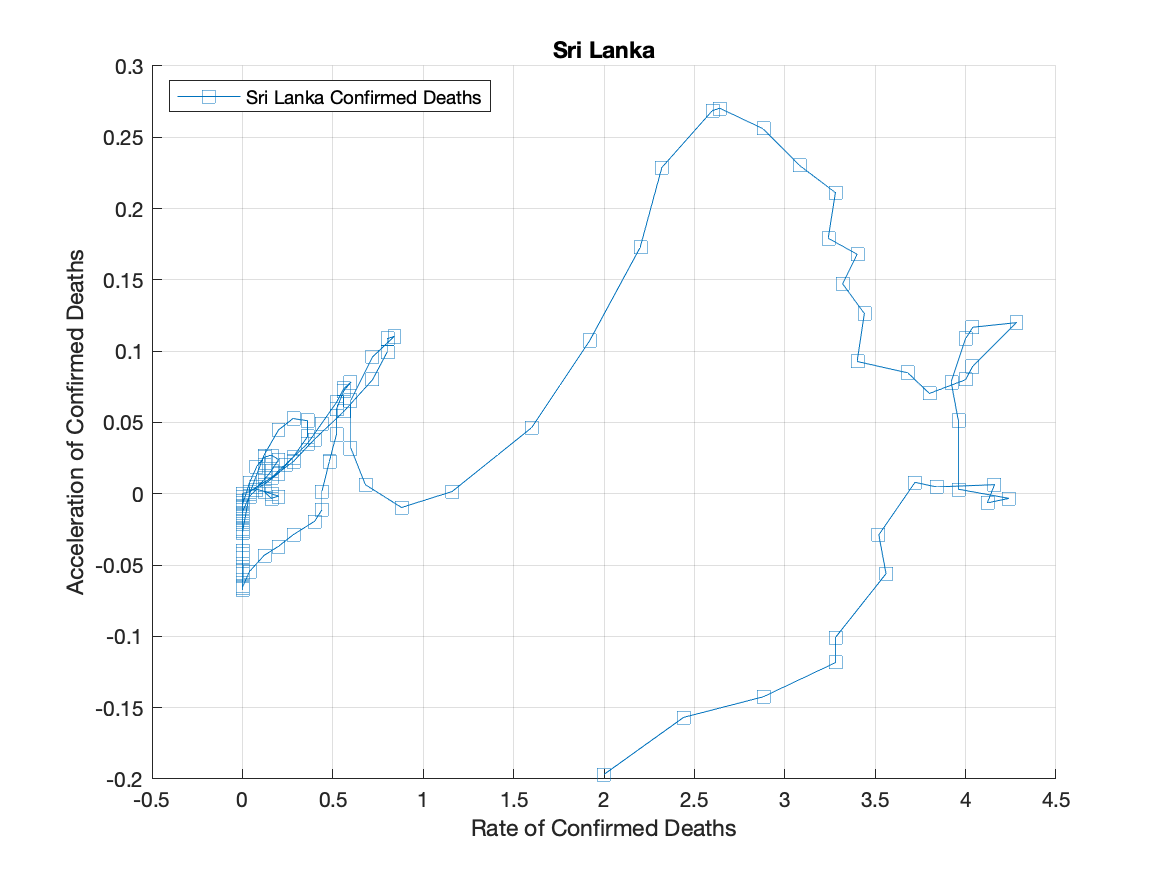 Sri Lanka
0.3
Sri Lanka Confirmed Deaths
0.25
0.2
0.15
0.1
0.05
0
-0.05
-0.1
-0.15
-0.2
Acceleration of Confirmed Deaths
-0.5 0 0.5 1 1.5 2 2.5 3 3.5 4 4.5
Rate of Confirmed Deaths